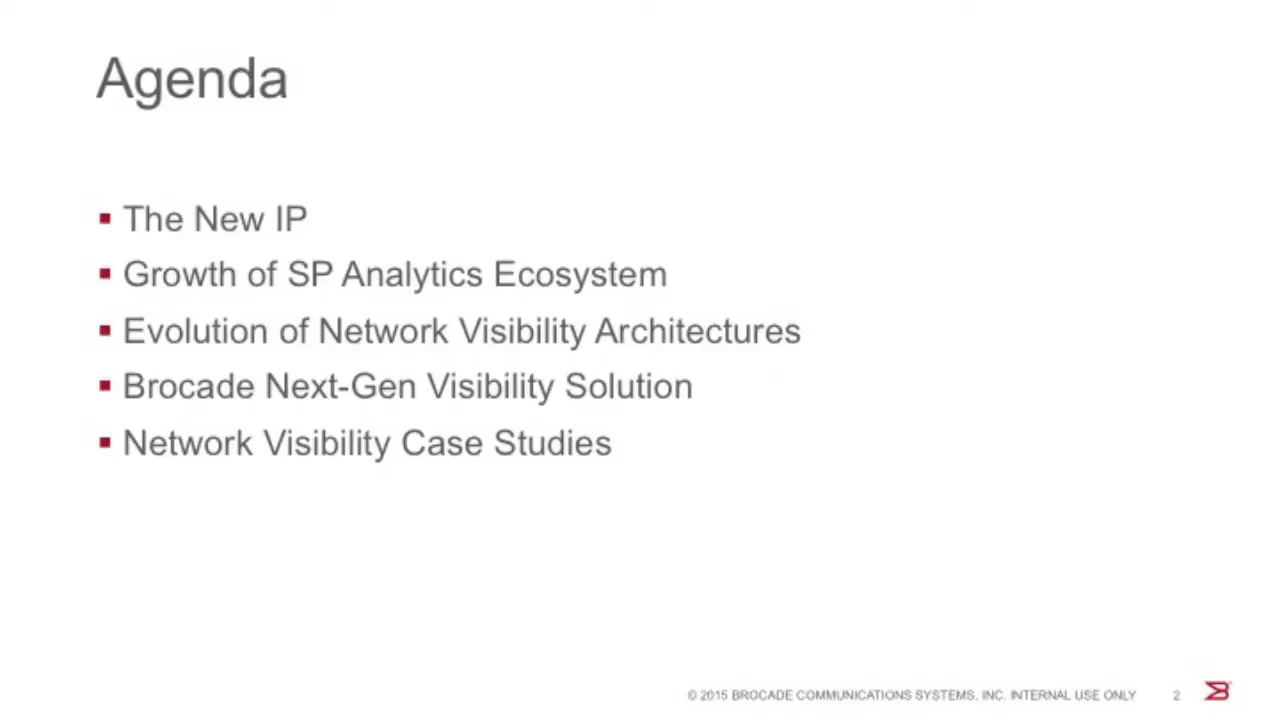 Agenda
The New IP
Growth of SP Analytics Ecosystem
Evolution of Network Visibility Architectures
Brocade Next-Gen Visibility Solution
Network Visibility Case Studies
© 2015 BROCADE COMMUNICATIONS SYSTEMS, INC. INTERNAL USE ONLY 2